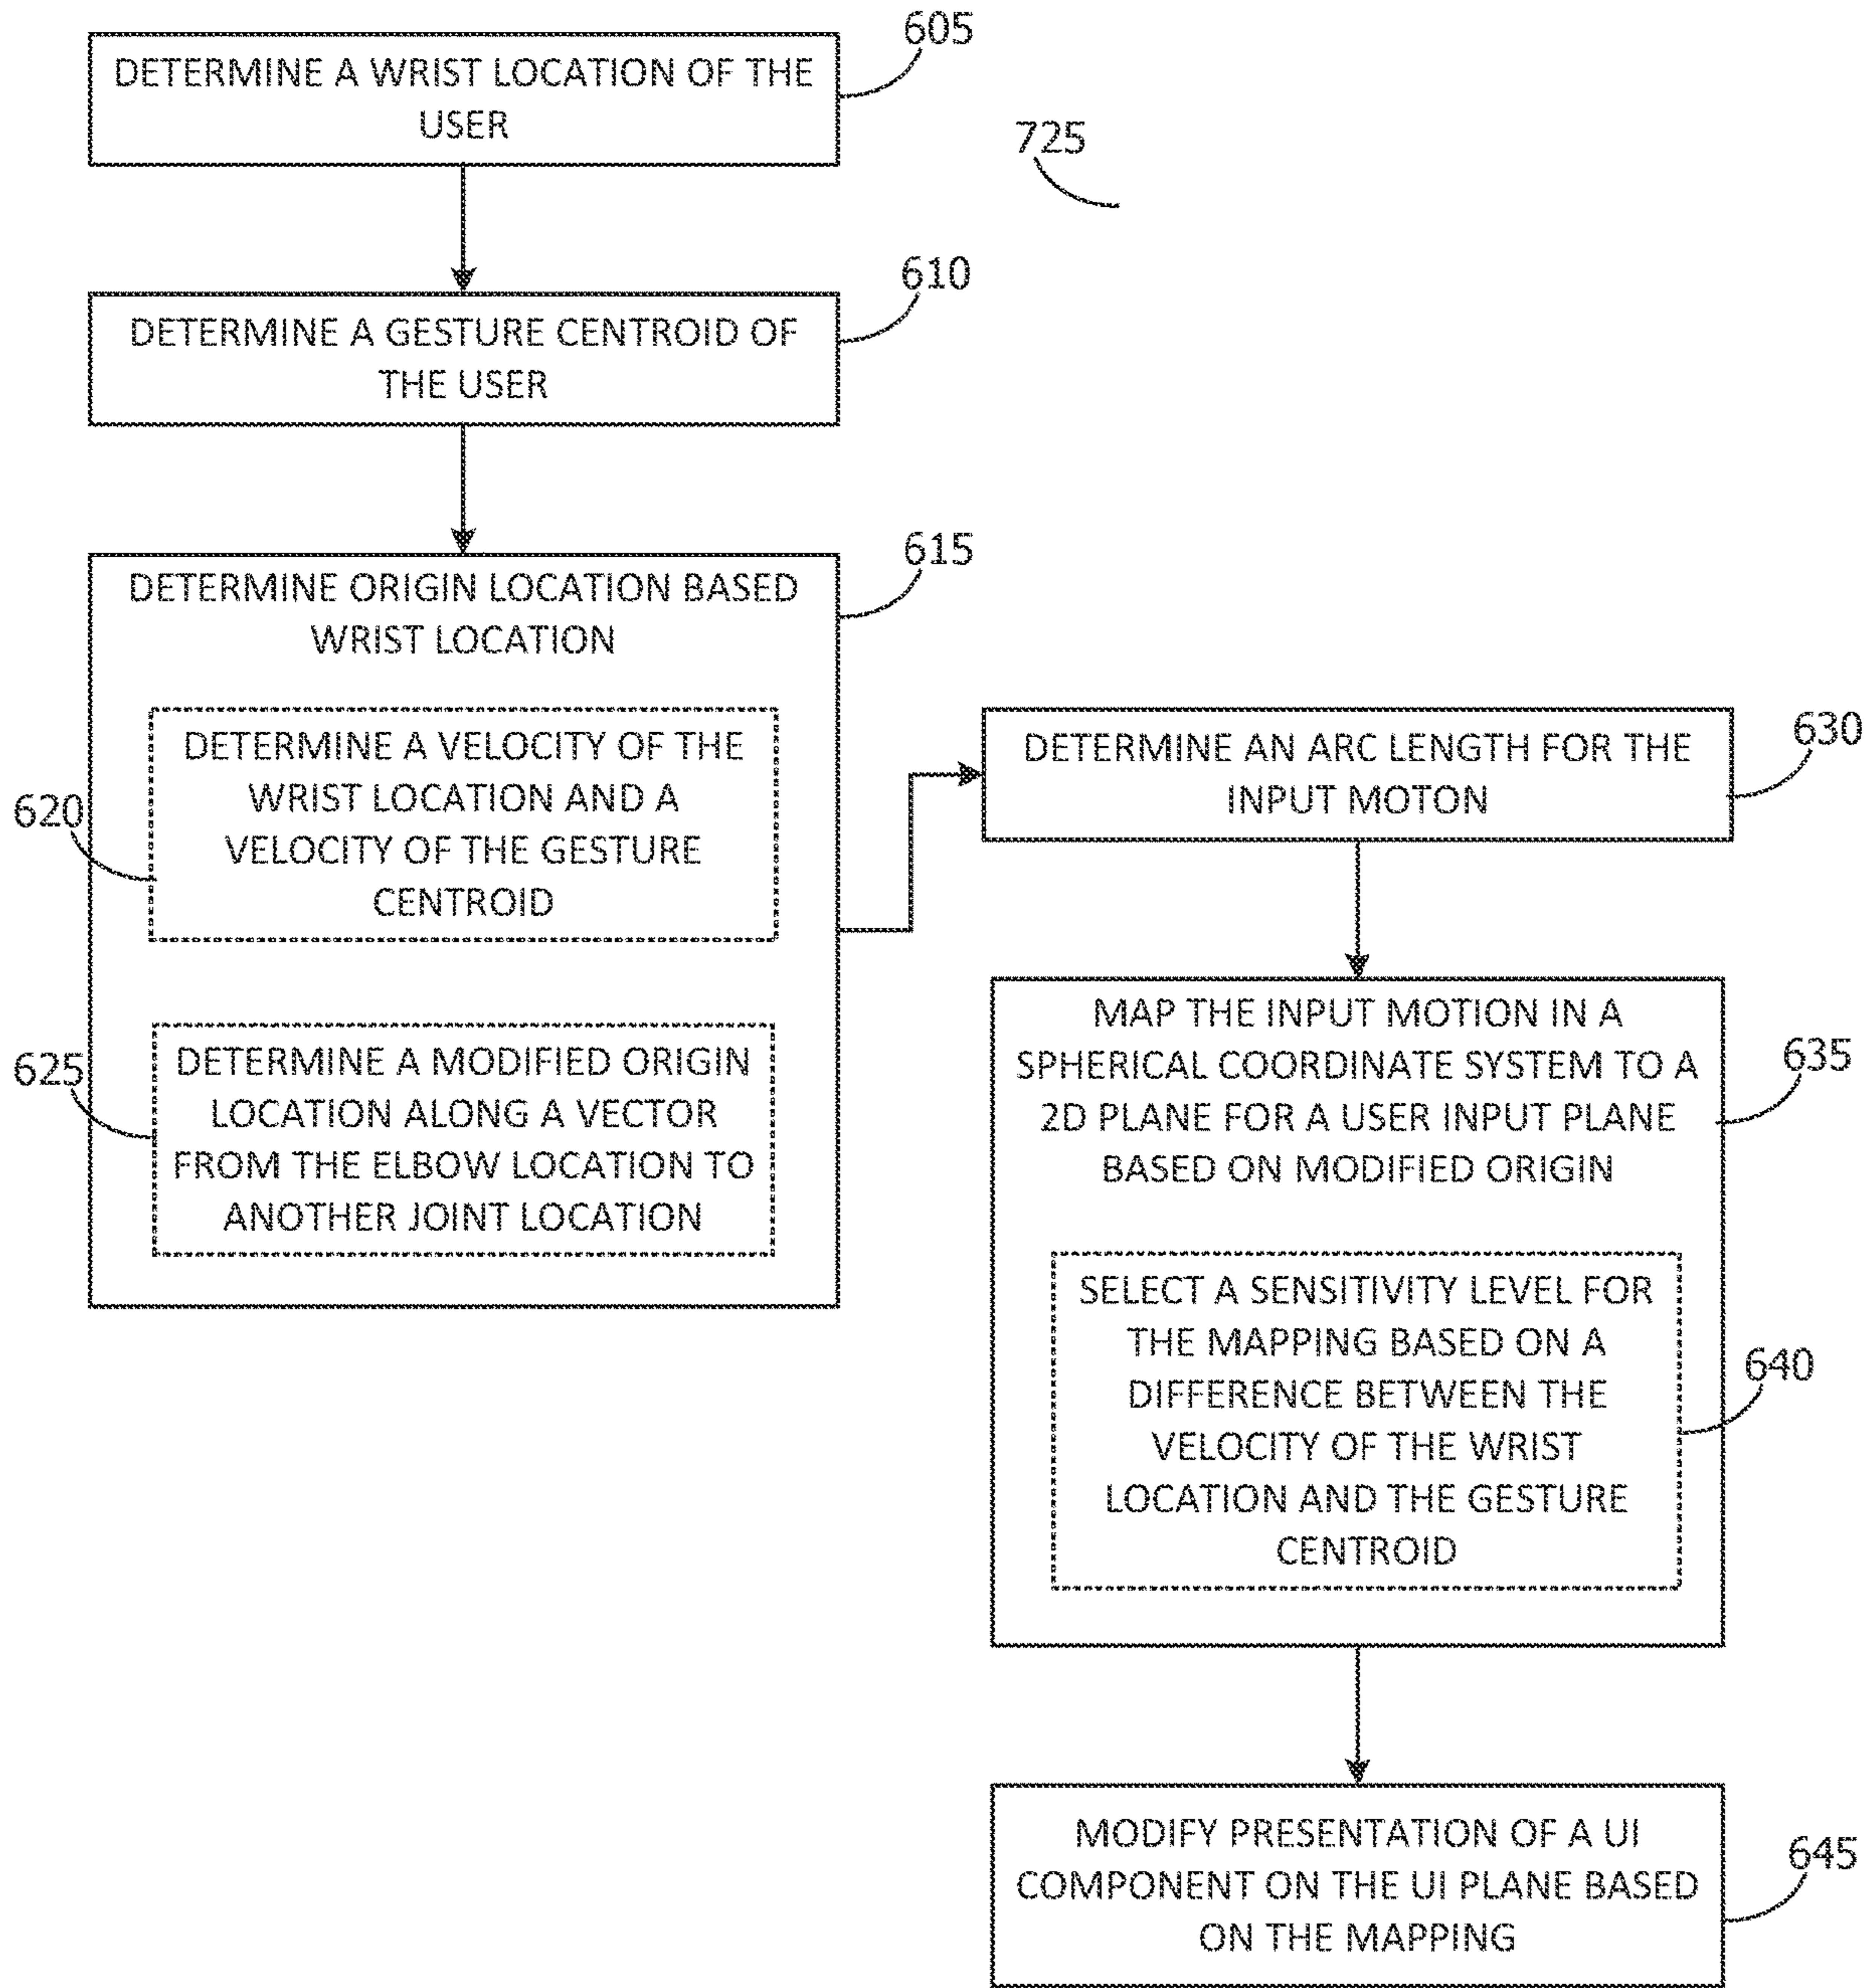 605
DETERMINE A WRIST LOCATION OF THE
USER
725
610
DETERMINE A GESTURE CENTROID OF
THE USER
615
DETERMINE ORIGIN LOCATION BASED
WRIST LOCATION
620
DETERMINE A VELOCITY OF THE
WRIST LOCATION AND A
VELOCITY OF THE GESTURE
CENTROID
625
DETERMINE A MODIFIED ORIGIN
LOCATION ALONG A VECTOR
FROM THE ELBOW LOCATION TO
ANOTHER JOINT LOCATION
630
DETERMINE AN ARC LENGTH FOR THE
INPUT MOTON
635
MAP THE INPUT MOTION IN A
SPHERICAL COORDINATE SYSTEM TO A
2D PLANE FOR A USER INPUT PLANE
BASED ON MODIFIED ORIGIN
640
SELECT A SENSITIVITY LEVEL FOR
THE MAPPING BASED ON A
DIFFERENCE BETWEEN THE
VELOCITY OF THE WRIST
LOCATION AND THE GESTURE
CENTROID
645
MODIFY PRESENTATION OF A UI
COMPONENT ON THE UI PLANE BASED
ON THE MAPPING